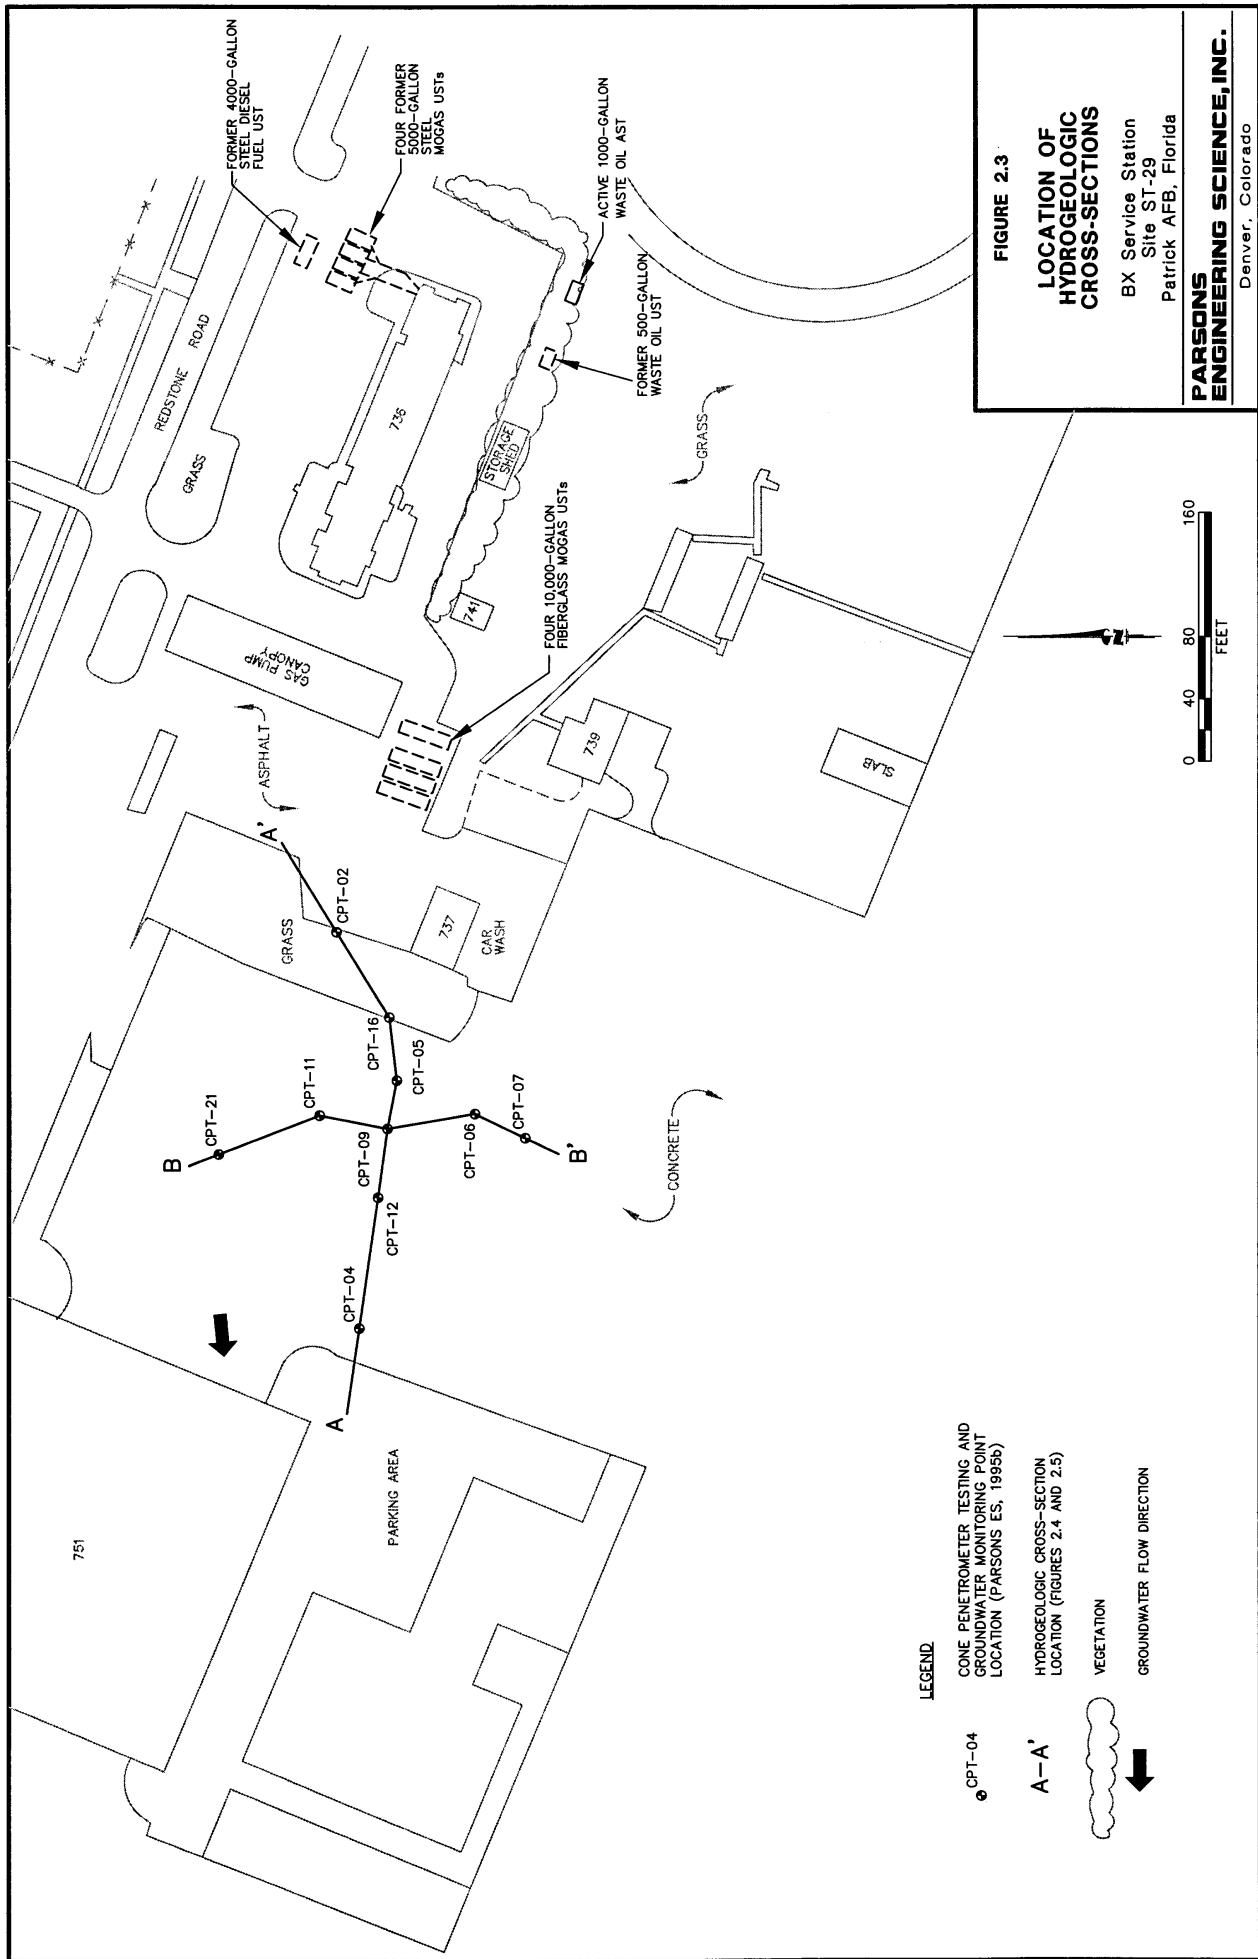 FORMER 4000-GALLON
STEEL DIESEL
FUEL UST
FOUR FORMER
5000-GALLON
STEEL
MOGAS USTs
ACTIVE 1000-GALLON
WASTE OIL AST
FORMER 500-GALLON
WASTE OIL UST
REDSTONE ROAD
GRASS
736
STORAGE
SHED
GRASS
741
FOUR 10,000-GALLON
FIBERGLASS MOGAS USTs
GAS PUMP
CANOPY
ASPHALT
739
SLAB
A'
CPT-02
GRASS
737
CAR
WASH
CPT-16
CPT-05
CPT-11
CPT-21
B
CPT-09
CPT-06
CPT-07
B'
CPT-12
CPT-04
A
CONCRETE
751
PARKING AREA
LEGEND
CPT-04
CONE PENETROMETER TESTING AND
GROUNDWATER MONITORING POINT
LOCATION (PARSONS ES, 1995b)
A-A'
HYDROGEOLOGIC CROSS-SECTION
LOCATION (FIGURES 2.4 AND 2.5)
VEGETATION
GROUNDWATER FLOW DIRECTION
N
0 40 80 160
FEET
FIGURE 2.3
LOCATION OF
HYDROGEOLOGIC
CROSS-SECTIONS
BX Service Station
Site ST-29
Patrick AFB, Florida
PARSONS
ENGINEERING SCIENCE, INC.
Denver, Colorado